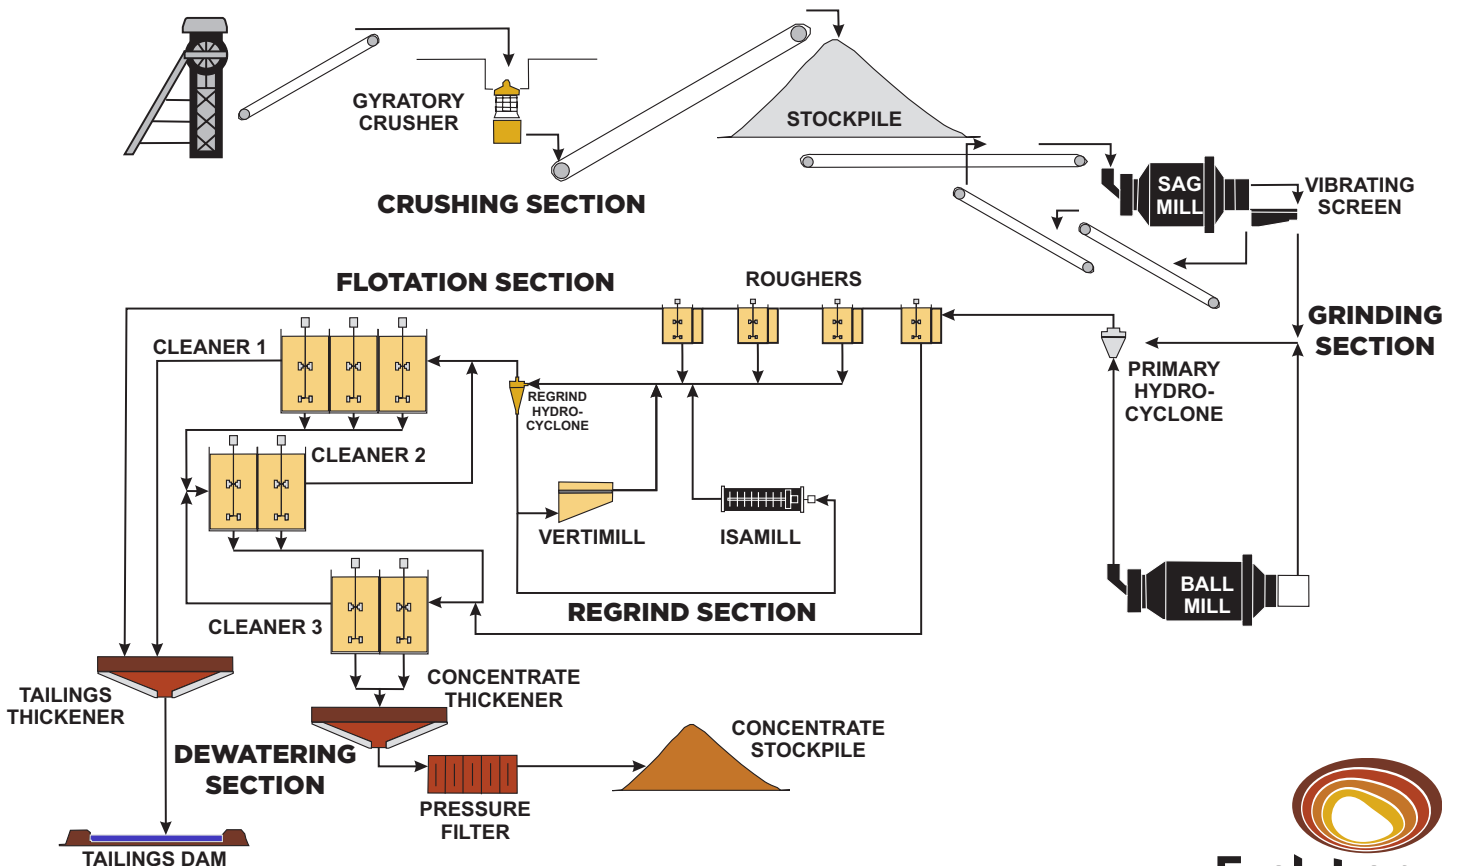 GYRATORY
CRUSHER
STOCKPILE
CRUSHING SECTION
SAG
MILL
VIBRATING
SCREEN
FLOTATION SECTION
ROUGHERS
GRINDING
SECTION
CLEANER 1
REGRIND
HYDRO-
CYCLONE
PRIMARY
HYDRO-
CYCLONE
CLEANER 2
VERTIMILL
ISAMILL
BALL
MILL
REGRIND SECTION
CLEANER 3
TAILINGS
THICKENER
CONCENTRATE
THICKENER
DEWATERING
SECTION
CONCENTRATE
STOCKPILE
PRESSURE
FILTER
TAILINGS DAM